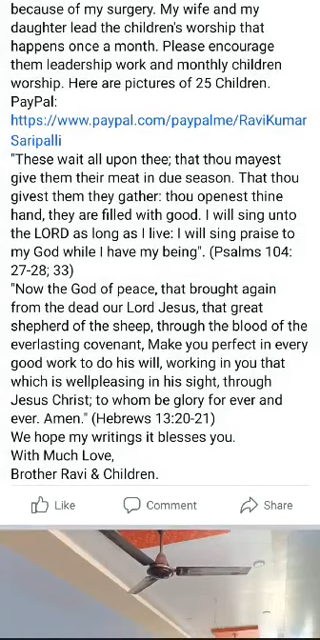 because of my surgery. My wife and my
daughter lead the children's worship that
happens once a month. Please encourage
them leadership work and monthly children
worship. Here are pictures of 25 Children.
PayPal:
https://www.paypal.com/paypalme/RaviKumar
Saripalli
"These wait all upon thee; that thou mayest
give them their meat in due season. That thou
givest them they gather: thou openest thine
hand, they are filled with good. I will sing unto
the LORD as long as I live: I will sing praise to
my God while I have my being". (Psalms 104:
27-28; 33)
"Now the God of peace, that brought again
from the dead our Lord Jesus, that great
shepherd of the sheep, through the blood of the
everlasting covenant, Make you perfect in every
good work to do his will, working in you that
which is wellpleasing in his sight, through
Jesus Christ; to whom be glory for ever and
ever. Amen." (Hebrews 13:20-21)
We hope my writings it blesses you.
With Much Love,
Brother Ravi & Children.
Like Comment Share